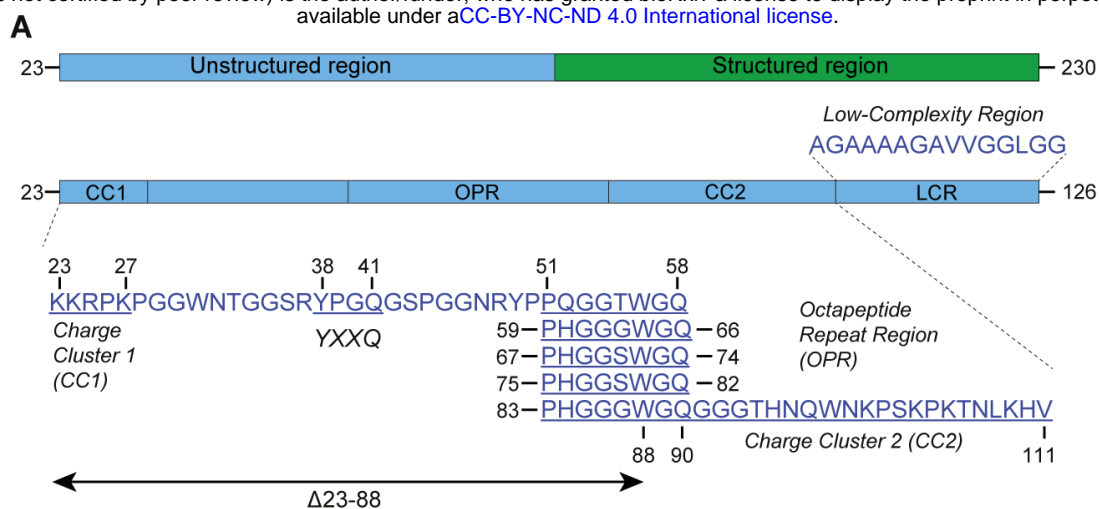 available under aCC-BY-NC-ND 4.0 International license.
A
23 Unstructured region Structured region 230
Low-Complexity Region
AGAAAAGAVVGGLGG
23 CC1 OPR CC2 LCR 126
23 27 38 41 51 58
KKRPKPGGWNTGGSRYPGQGSPGGNRYPPQGGTWGQ
Charge
Cluster 1
(CC1)
YXXQ
59 PHGGGWGQ 66
67 PHGGSWGQ 74
75 PHGGSWGQ 82
83 PHGGGWGQGGGTHNQWNKPSKPKTNLKHV
Octapeptide
Repeat Region
(OPR)
Charge Cluster 2 (CC2)
88 90 111
Δ23-88